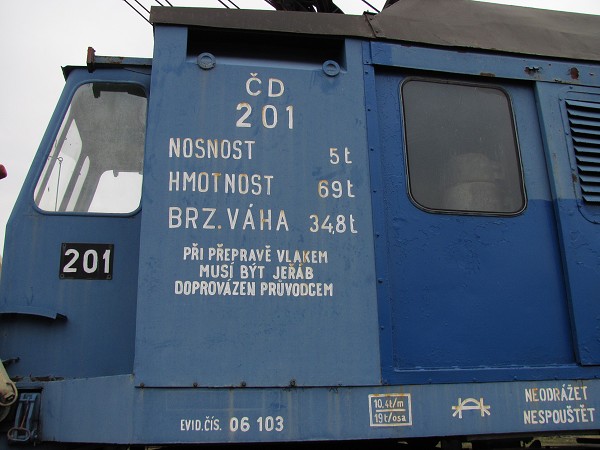 ČD
201
NOSNOST 5t
HMOTNOST 69t
BRZ. VÁHA 34,8t
PŘI PŘEPRAVĚ VLAKEM
MUSÍ BÝT JEŘÁB
DOPROVÁZEN PRŮVODCEM
201
EVID. ČÍS. 06 103
10,4t/m
19t/osa
NEODRÁŽET
NESPOUŠTĚT